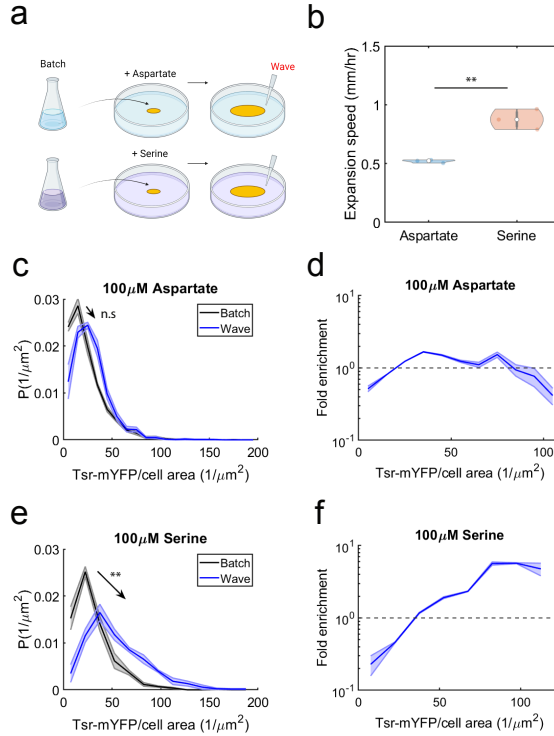 a
Batch
+ Aspartate
Wave
+ Serine
b
Expansion speed (mm/hr)
1.5
1
0.5
0
**
Aspartate
Serine
c
100μM Aspartate
P(1/μm²)
0.03
0.02
0.01
0
n.s
Batch
Wave
0
50
100
150
200
Tsr-mYFP/cell area (1/μm²)
d
100μM Aspartate
Fold enrichment
10¹
10⁰
10⁻¹
0
50
100
Tsr-mYFP/cell area (1/μm²)
e
100μM Serine
P(1/μm²)
0.03
0.02
0.01
0
**
Batch
Wave
0
50
100
150
200
Tsr-mYFP/cell area (1/μm²)
f
100μM Serine
Fold enrichment
10¹
10⁰
10⁻¹
0
50
100
Tsr-mYFP/cell area (1/μm²)